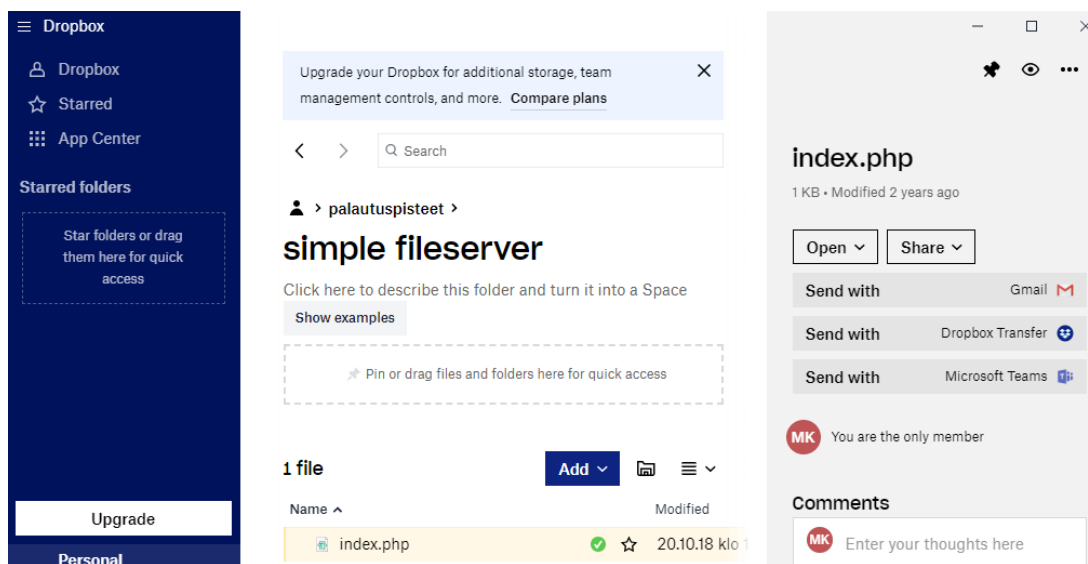 Dropbox
Dropbox
Starred
App Center
Starred folders
Star folders or drag
them here for quick
access
Upgrade
Personal
Upgrade your Dropbox for additional storage, team
management controls, and more. Compare plans
Search
palautuspisteet
simple fileserver
Click here to describe this folder and turn it into a Space
Show examples
Pin or drag files and folders here for quick access
1 file
Add
Name
Modified
index.php
20.10.18 klo
index.php
1 KB • Modified 2 years ago
Open
Share
Send with Gmail
Send with Dropbox Transfer
Send with Microsoft Teams
MK You are the only member
Comments
MK Enter your thoughts here